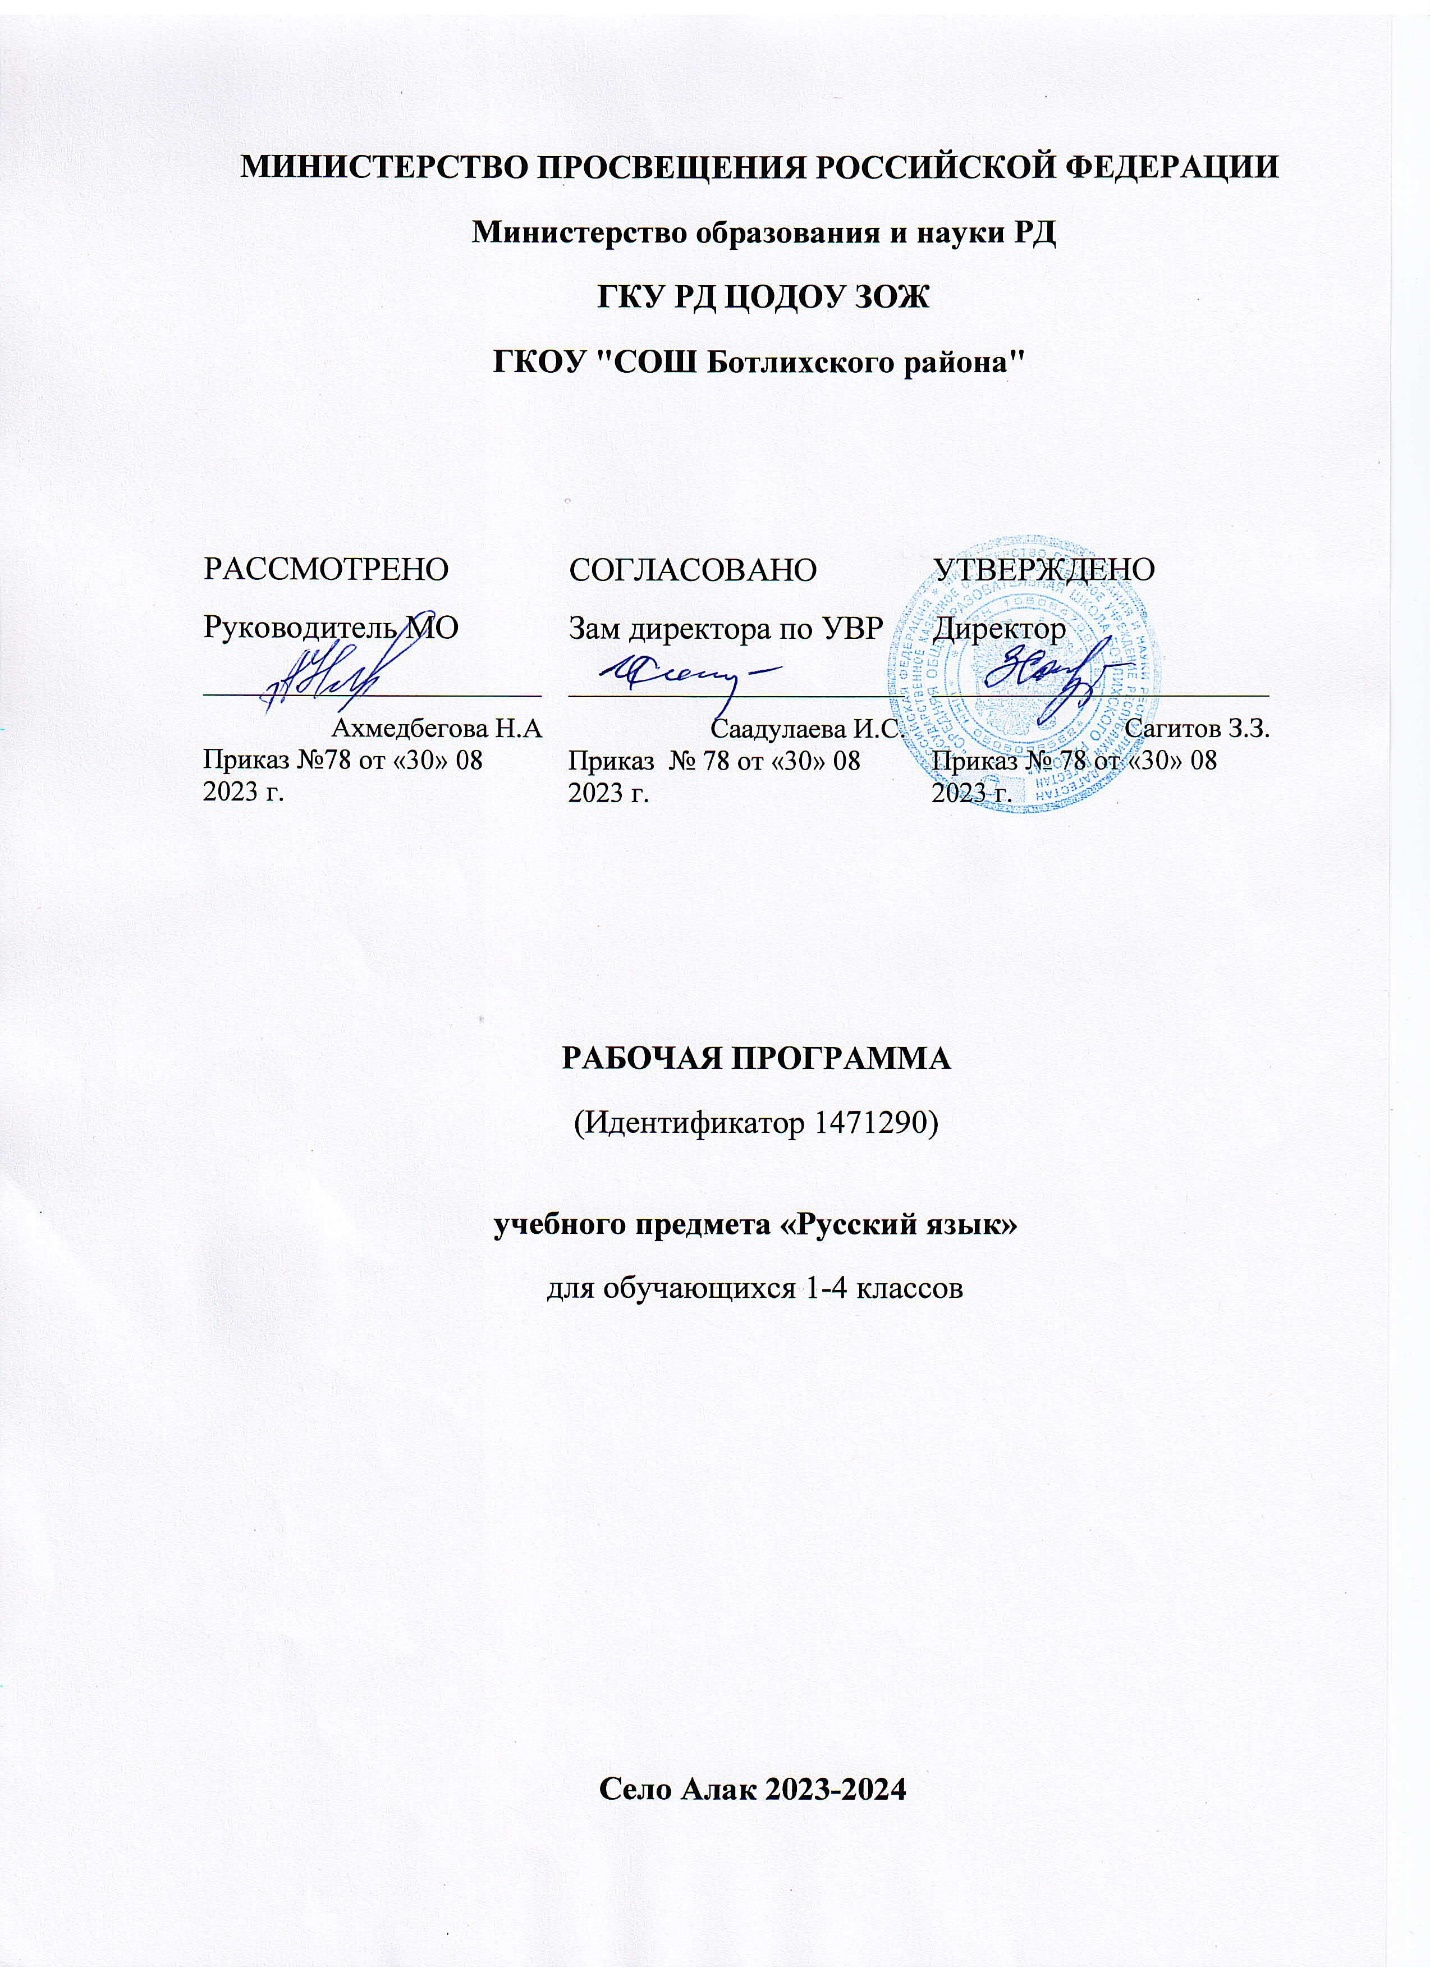 МИНИСТЕРСТВО ПРОСВЕЩЕНИЯ РОССИЙСКОЙ ФЕДЕРАЦИИ
Министерство образования и науки РД
ГКУ РД ЦОДОУ ЗОЖ
ГКОУ "СОШ Ботлихского района"
РАССМОТРЕНО
Руководитель МО
Ахмедбегова Н.А
Приказ №78 от «30» 08
2023 г.
СОГЛАСОВАНО
Зам директора по УВР
Саадулаева И.С.
Приказ № 78 от «30» 08
2023 г.
УТВЕРЖДЕНО
Директор
Сагитов З.З.
Приказ № 78 от «30» 08
2023 г.
РАБОЧАЯ ПРОГРАММА
(Идентификатор 1471290)
учебного предмета «Русский язык»
для обучающихся 1-4 классов
Село Алак 2023-2024